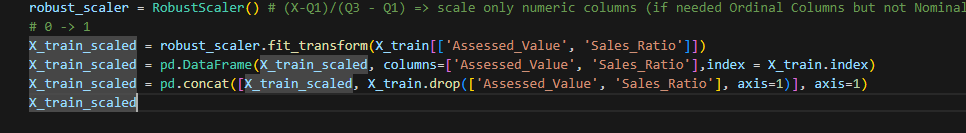 robust_scaler = RobustScaler() # (X-Q1)/(Q3 - Q1) => scale only numeric columns (if needed Ordinal Columns but not Nominal
# 0 -> 1
X_train_scaled = robust_scaler.fit_transform(X_train[['Assessed_Value', 'Sales_Ratio']])
X_train_scaled = pd.DataFrame(X_train_scaled, columns=['Assessed_Value', 'Sales_Ratio'],index = X_train.index)
X_train_scaled = pd.concat([X_train_scaled, X_train.drop(['Assessed_Value', 'Sales_Ratio'], axis=1)], axis=1)
X_train_scaled